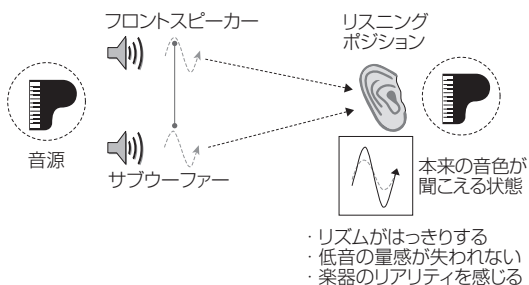 フロントスピーカー
リスニング
ポジション
音源
サブウーファー
本来の音色が
聞こえる状態
・リズムがはっきりする
・低音の量感が失われない
・楽器のリアリティを感じる